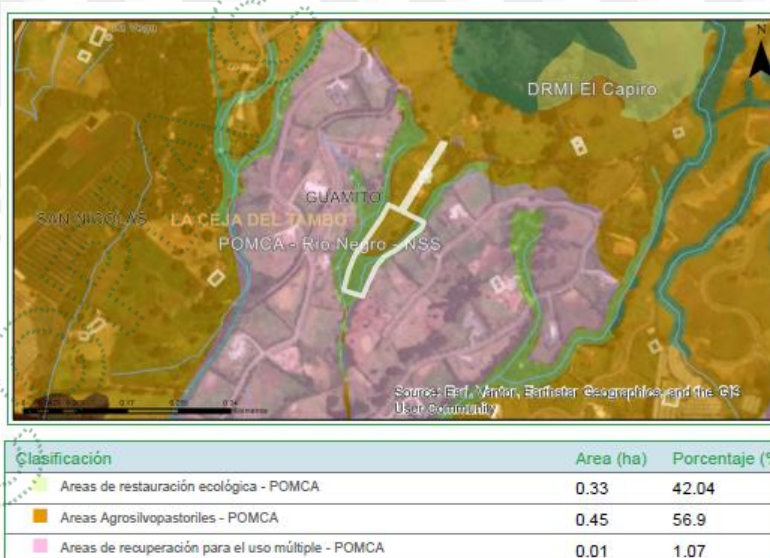 La Vega
N
DRMI El Capiro
GUAMITO
SAN NICOLAS
LA CEJA DEL TAMBO
POMCA - Rio Negro - NSS
Source: Esri, Vantor, Earthstar Geographics, and the GIS
User Community
Clasificación Area (ha) Porcentaje (%
Areas de restauración ecológica - POMCA 0.33 42.04
Areas Agrosilvopastoriles - POMCA 0.45 56.9
Areas de recuperación para el uso múltiple - POMCA 0.01 1.07